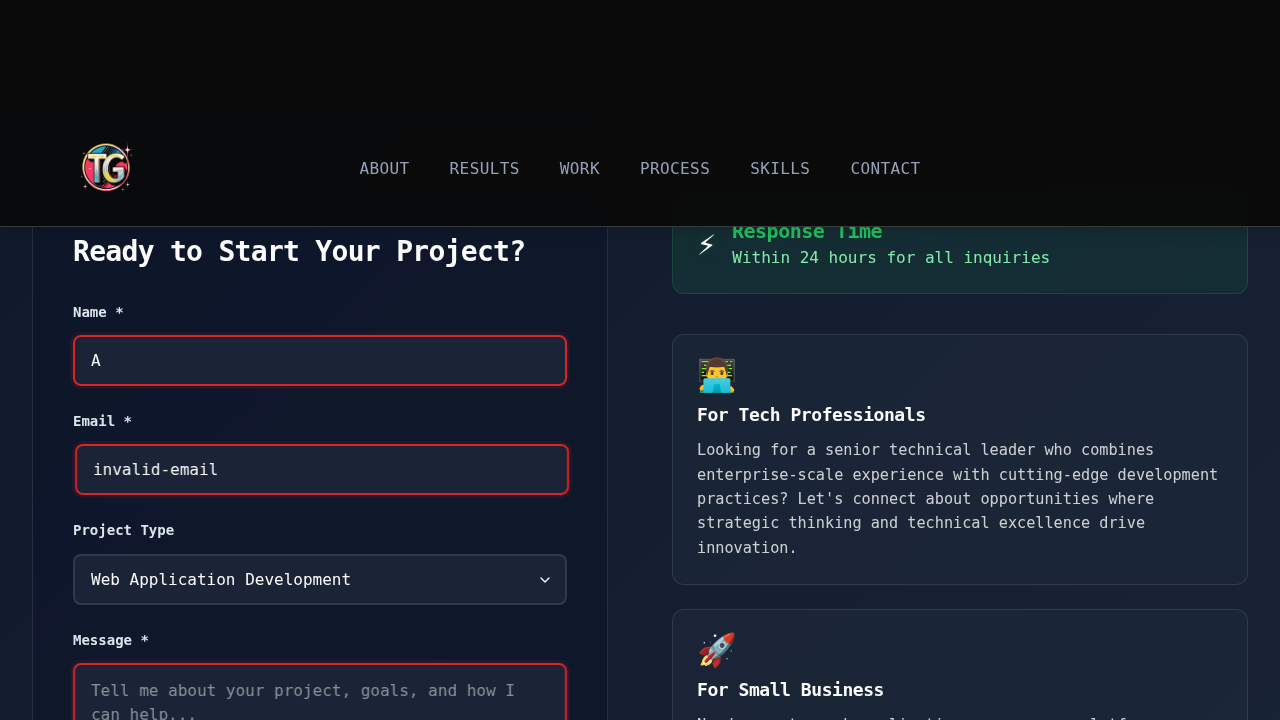 TG
ABOUT RESULTS WORK PROCESS SKILLS CONTACT
Ready to Start Your Project?
Name *
A
Email *
invalid-email
Project Type
Web Application Development
Message *
Tell me about your project, goals, and how I
can help...
Response Time
Within 24 hours for all inquiries
For Tech Professionals
Looking for a senior technical leader who combines
enterprise-scale experience with cutting-edge development
practices? Let's connect about opportunities where
strategic thinking and technical excellence drive
innovation.
For Small Business